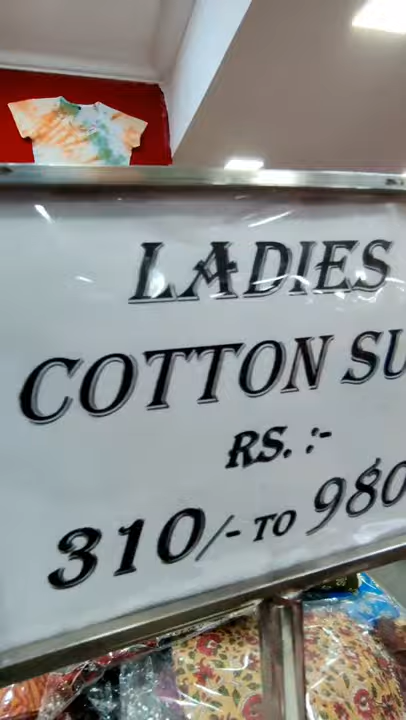 LADIES
COTTON SU
RS. :-
310/- TO 980